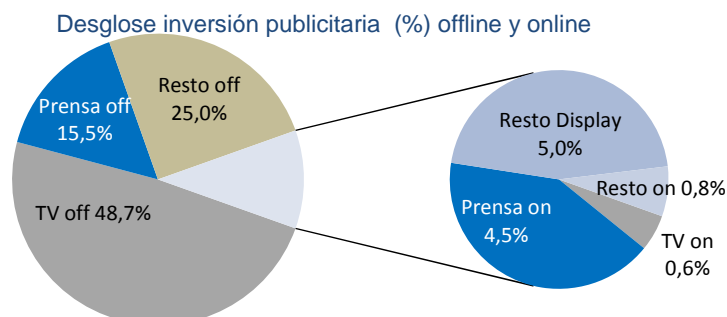 Desglose inversión publicitaria (%) offline y online
Resto off
25,0%
Prensa off
15,5%
TV off 48,7%
Resto Display
5,0%
Resto on 0,8%
Prensa on
4,5%
TV on
0,6%